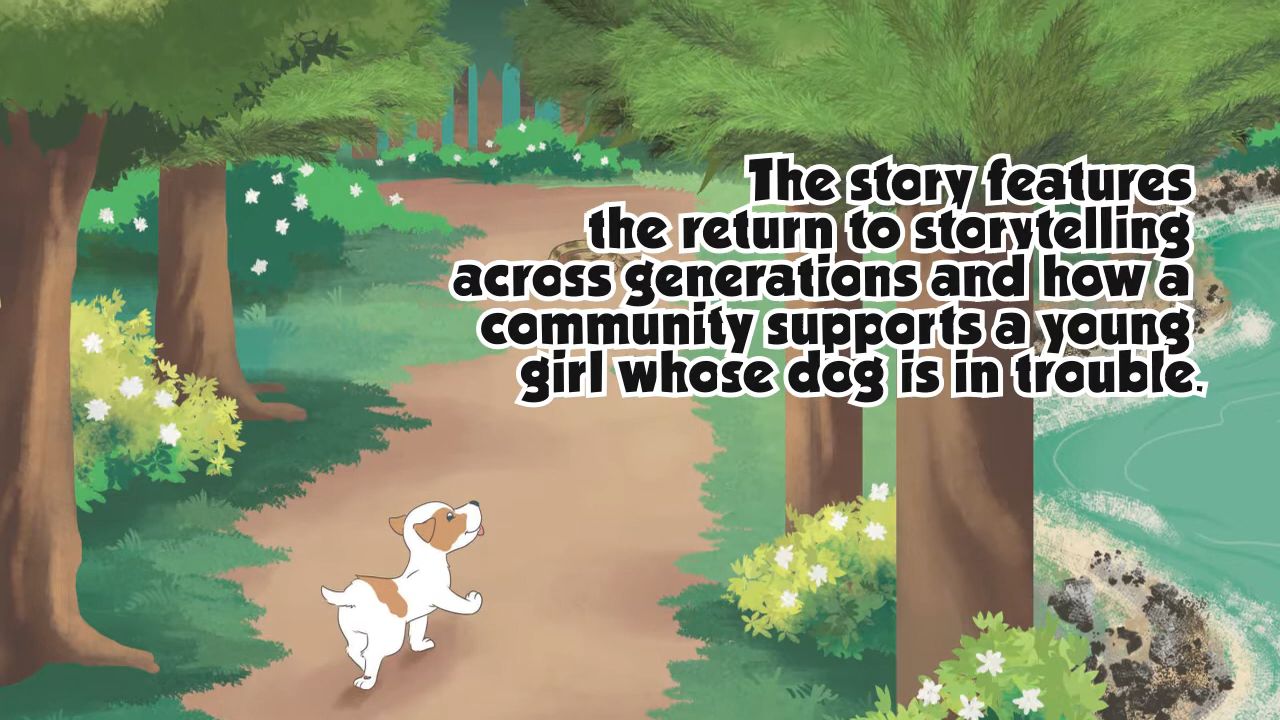 The story features
the return to storytelling
across generations and how a
community supports a young
girl whose dog is in trouble.